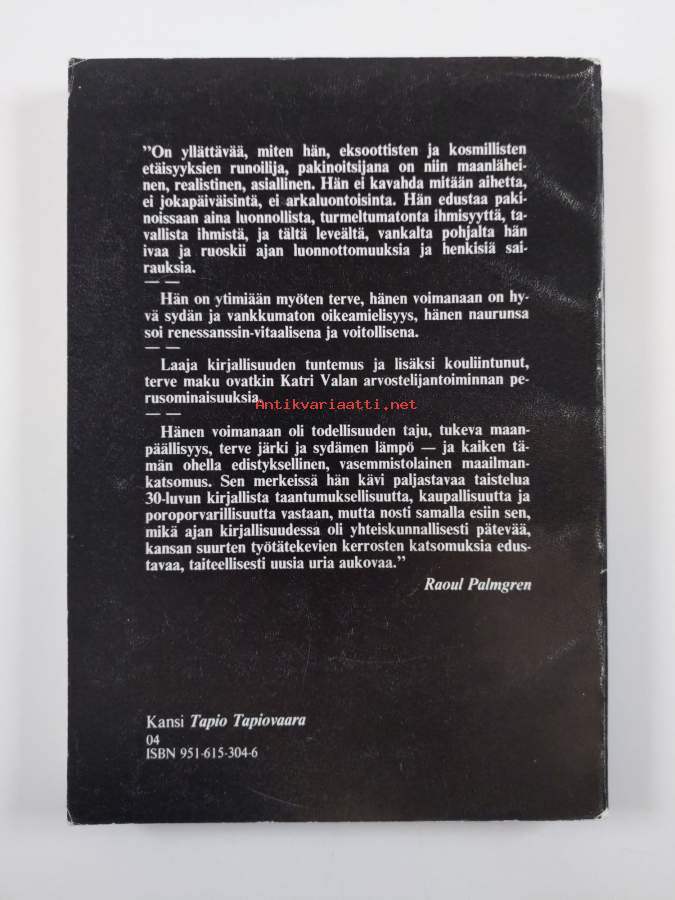 ”On yllättävää, miten hän, eksoottisten ja kosmillisten
etäisyyksien runoilija, pakinoitsijana on niin maanlähei-
nen, realistinen, asiallinen. Hän ei kavahda mitään aihetta,
ei jokapäiväisintä, ei arkaluontoisinta. Hän edustaa paki-
noissaan aina luonnollista, turmeltumatonta ihmisyyttä, ta-
vallista ihmistä, ja tältä leveältä, vankalta pohjalta hän
ivaa ja ruoskii ajan luonnottomuuksia ja henkisiä sai-
rauksia.
— —
Hän on ytimiään myöten terve, hänen voimanaan on hy-
vä sydän ja vankkumaton oikeamielisyys, hänen naurunsa
soi renessanssin-vitaalisena ja voitollisena.
— —
Laaja kirjallisuuden tuntemus ja lisäksi kouliintunut,
terve maku ovatkin Katri Valan arvostelijantoiminnan pe-
rusominaisuuksia.
Antikvariaatti.net
— —
Hänen voimanaan oli todellisuuden taju, tukeva maan-
päällisyys, terve järki ja sydämen lämpö — ja kaiken tä-
män ohella edistyksellinen, vasemmistolainen maailman-
katsomus. Sen merkeissä hän kävi paljastavaa taistelua
30-luvun kirjallista taantumuksellisuutta, kaupallisuutta ja
poroporvarillisuutta vastaan, mutta nosti samalla esiin sen,
mikä ajan kirjallisuudessa oli yhteiskunnallisesti pätevää,
kansan suurten työtätekevien kerrosten katsomuksia edus-
tavaa, taiteellisesti uusia uria aukovaa.”
Raoul Palmgren
Kansi Tapio Tapiovaara
04
ISBN 951-615-304-6